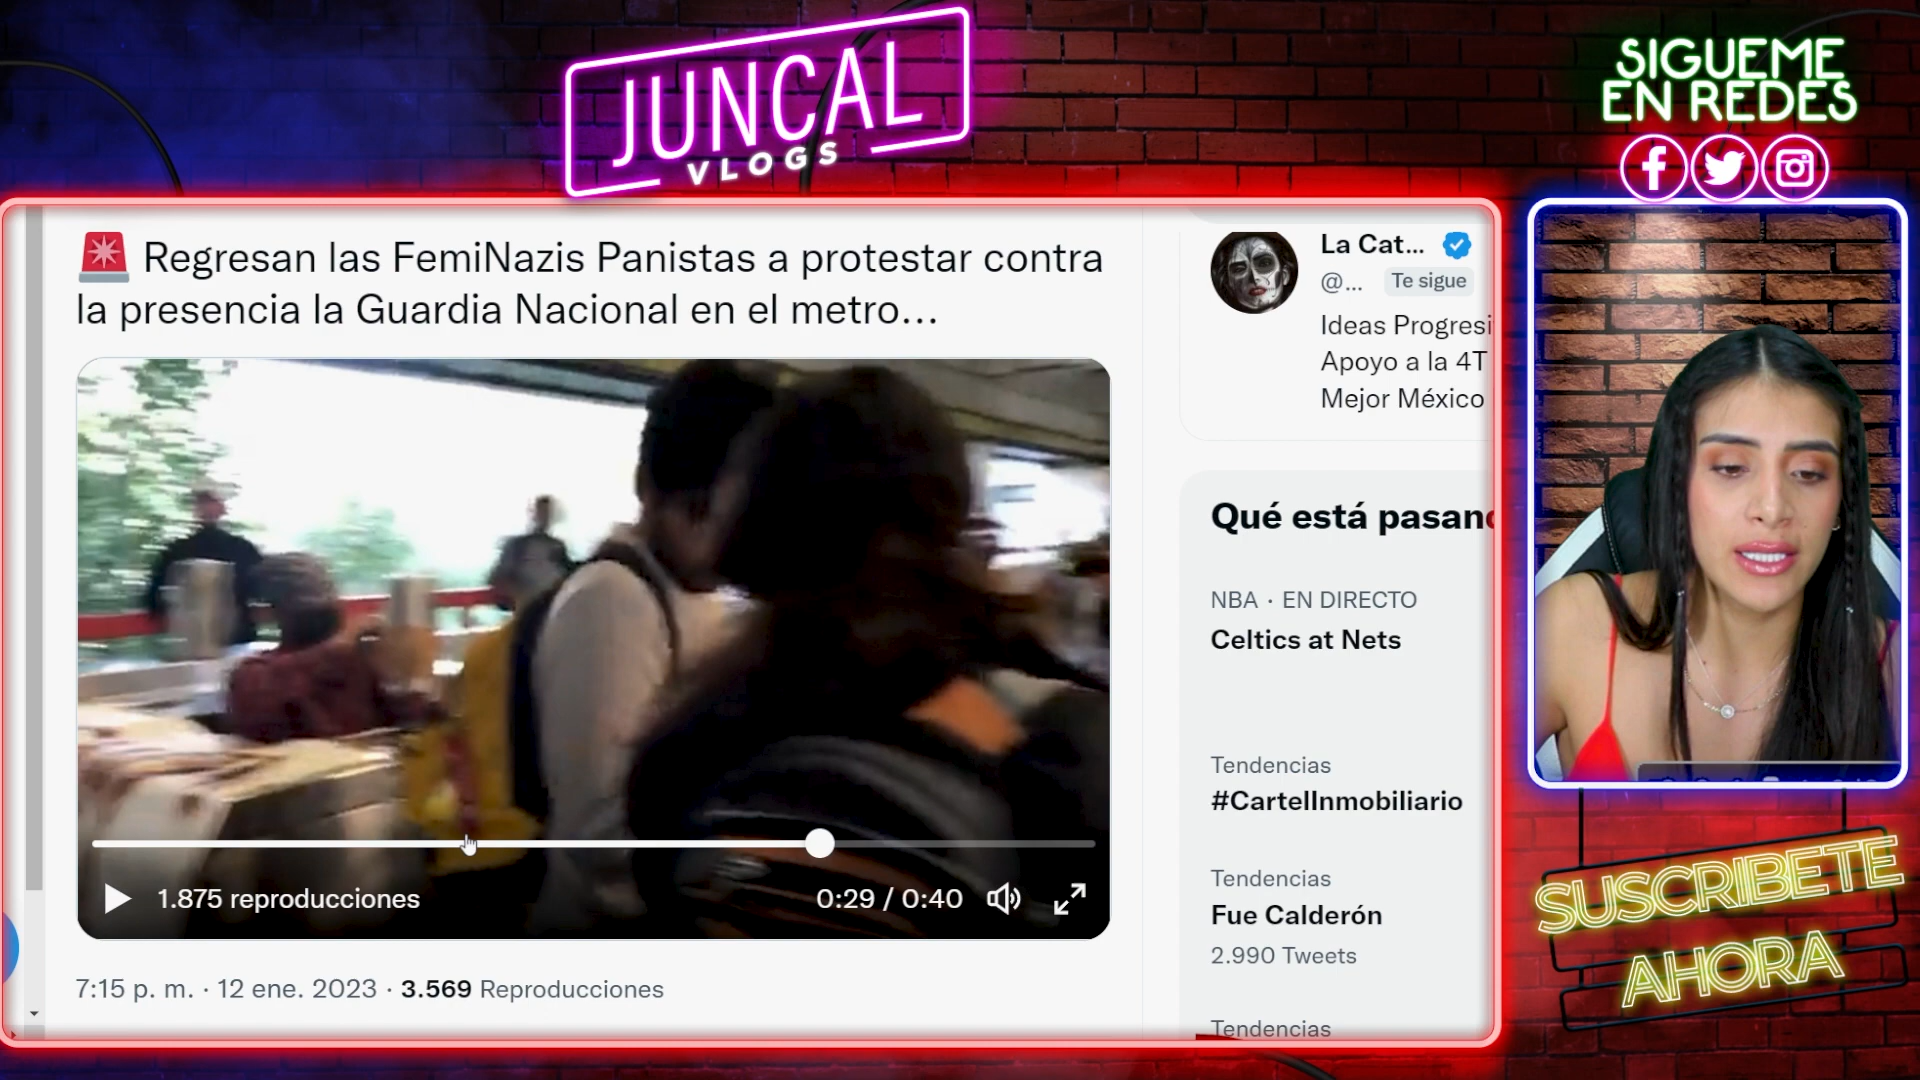 JUNCAL
VLOGS
SIGUEME
EN REDES
Regresan las FemiNazis Panistas a protestar contra
la presencia la Guardia Nacional en el metro...
1.875 reproducciones
0:29 / 0:40
7:15 p. m. · 12 ene. 2023 · 3.569 Reproducciones
La Cat...
@...
Te sigue
Ideas Progresi
Apoyo a la 4T
Mejor México
Qué está pasand
NBA · EN DIRECTO
Celtics at Nets
Tendencias
#CartelInmobiliario
Tendencias
Fue Calderón
2.990 Tweets
Tendencias
SUSCRIBETE
AHORA